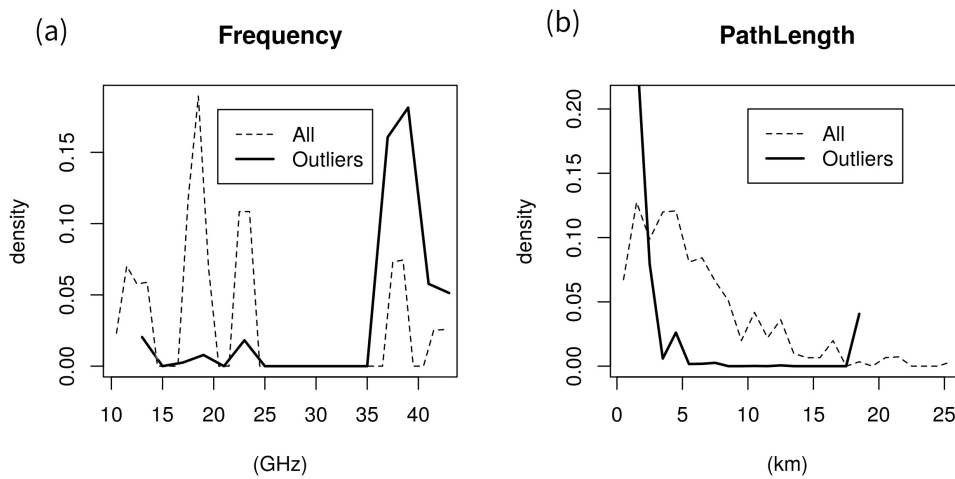 (a)
Frequency
All
Outliers
density
0.00
0.05
0.10
0.15
10 15 20 25 30 35 40
(GHz)
(b)
PathLength
All
Outliers
density
0.00
0.05
0.10
0.15
0.20
0 5 10 15 20 25
(km)